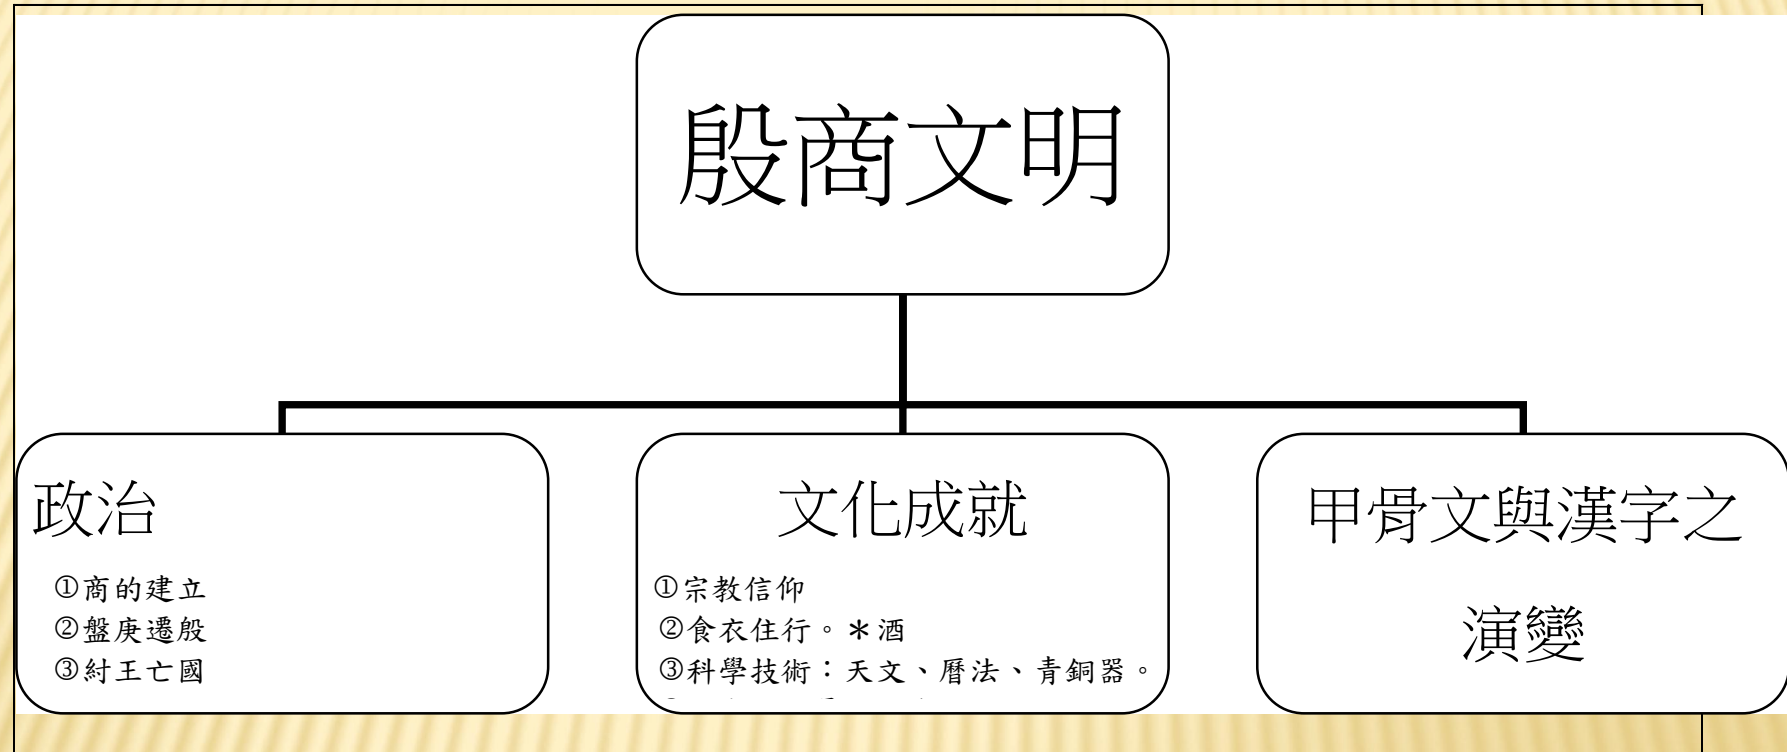 殷商文明
政治
①商的建立
②盤庚遷殷
③紂王亡國
文化成就
①宗教信仰
②食衣住行。＊酒
③科學技術：天文、曆法、青銅器。
甲骨文與漢字之
演變